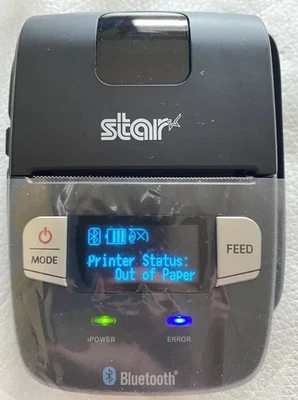 star
MODE
Printer Status:
Out of Paper
FEED
POWER
ERROR
Bluetooth®